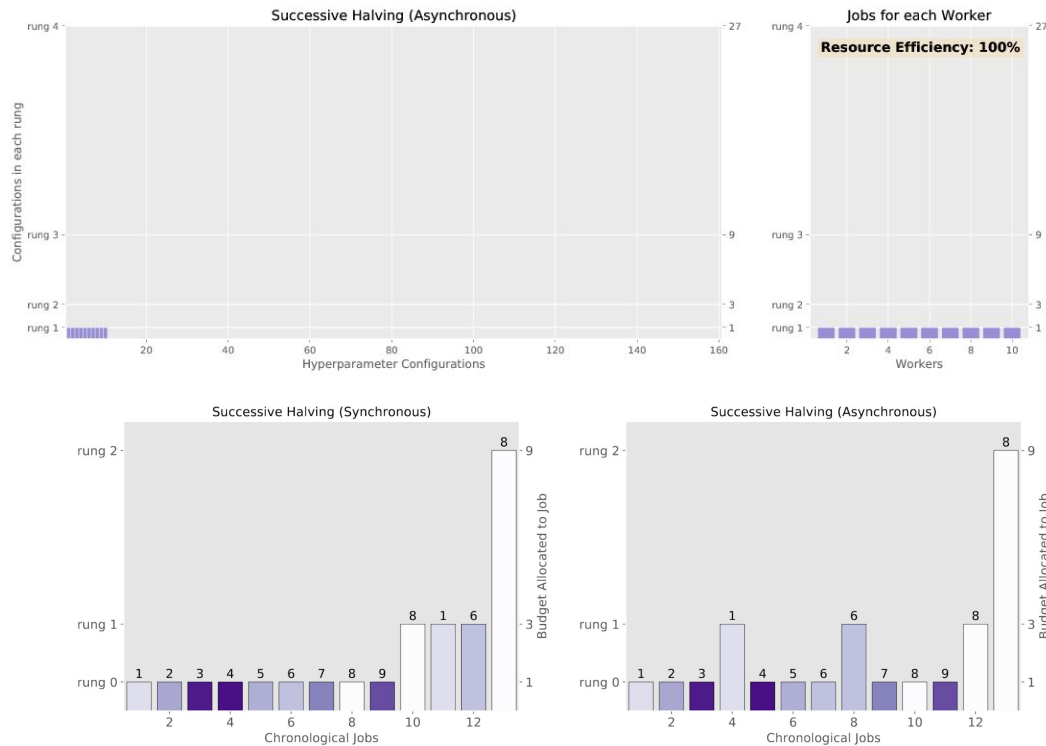 Successive Halving (Asynchronous)
rung 4
27
Configurations in each rung
rung 3
9
rung 2
3
rung 1
1
20 40 60 80 100 120 140 160
Hyperparameter Configurations
Jobs for each Worker
rung 4
27
Resource Efficiency: 100%
rung 3
9
rung 2
3
rung 1
1
2 4 6 8 10
Workers
Successive Halving (Synchronous)
8
rung 2
9
Budget Allocated to Job
8 1 6
rung 1
3
1 2 3 4 5 6 7 8 9
rung 0
1
2 4 6 8 10 12
Chronological Jobs
Successive Halving (Asynchronous)
8
rung 2
9
Budget Allocated to Job
1 6 8
rung 1
3
1 2 3 4 5 6 7 8 9
rung 0
1
2 4 6 8 10 12
Chronological Jobs